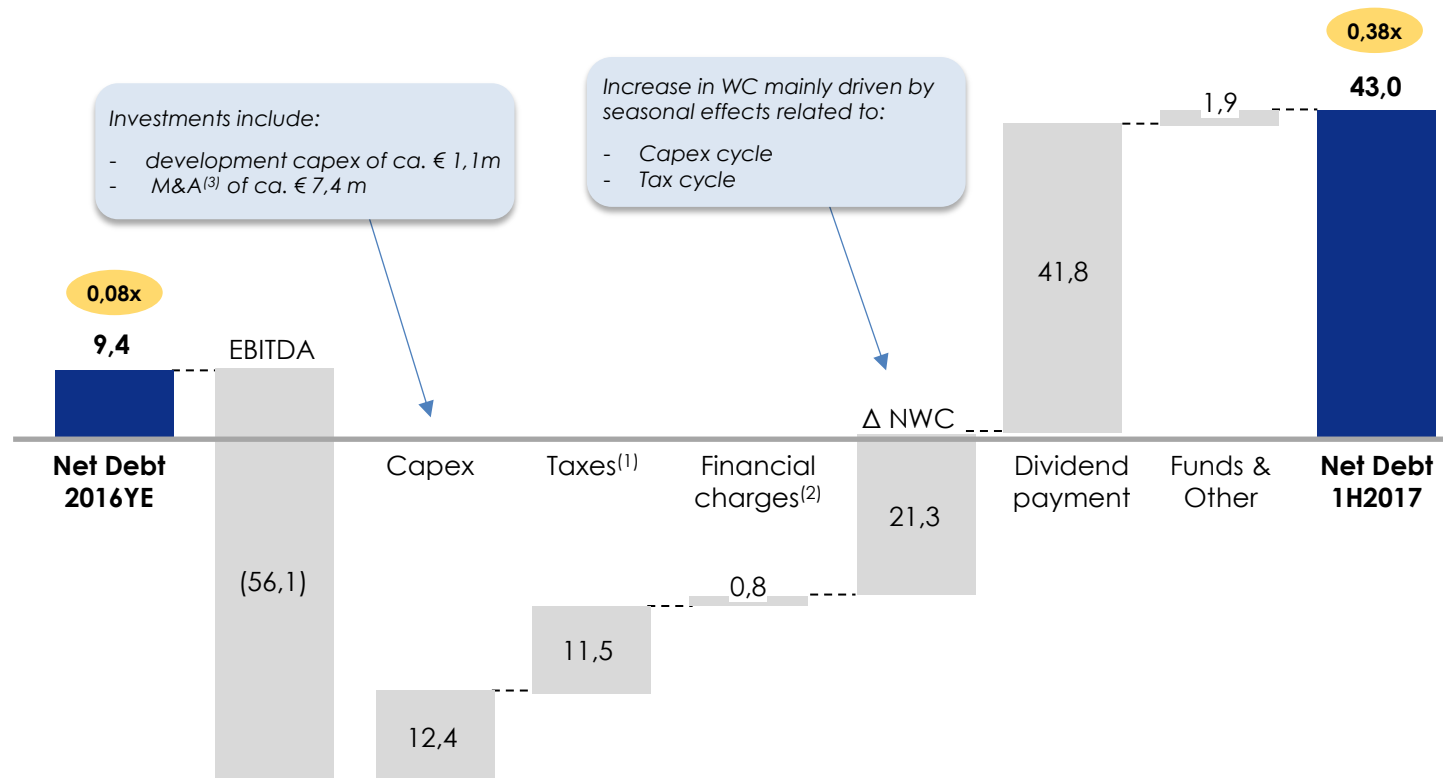 0,38x
43,0
Investments include:
- development capex of ca. € 1,1m
- M&A(3) of ca. € 7,4 m
Increase in WC mainly driven by
seasonal effects related to:
- Capex cycle
- Tax cycle
1,9
41,8
0,08x
9,4
EBITDA
Δ NWC
Net Debt
2016YE
Capex
Taxes(1)
Financial
charges(2)
Dividend
payment
Funds &
Other
Net Debt
1H2017
21,3
(56,1)
0,8
11,5
12,4